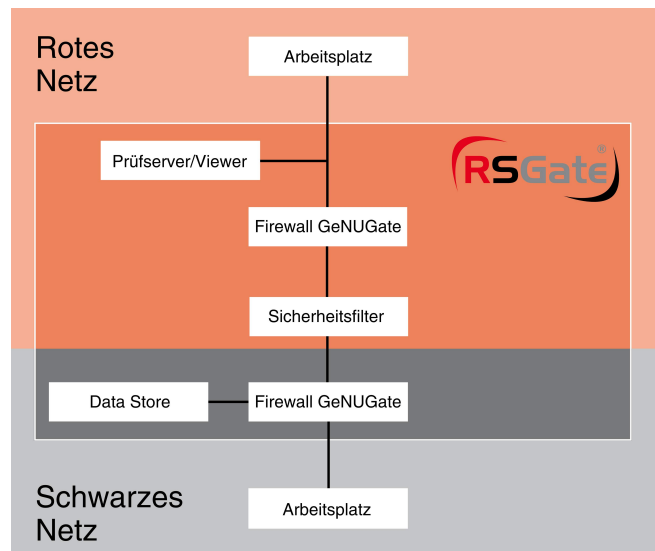 Rotes
Netz
Arbeitsplatz
Prüfserver/Viewer
RSGate®
Firewall GeNUGate
Sicherheitsfilter
Data Store
Firewall GeNUGate
Schwarzes
Netz
Arbeitsplatz